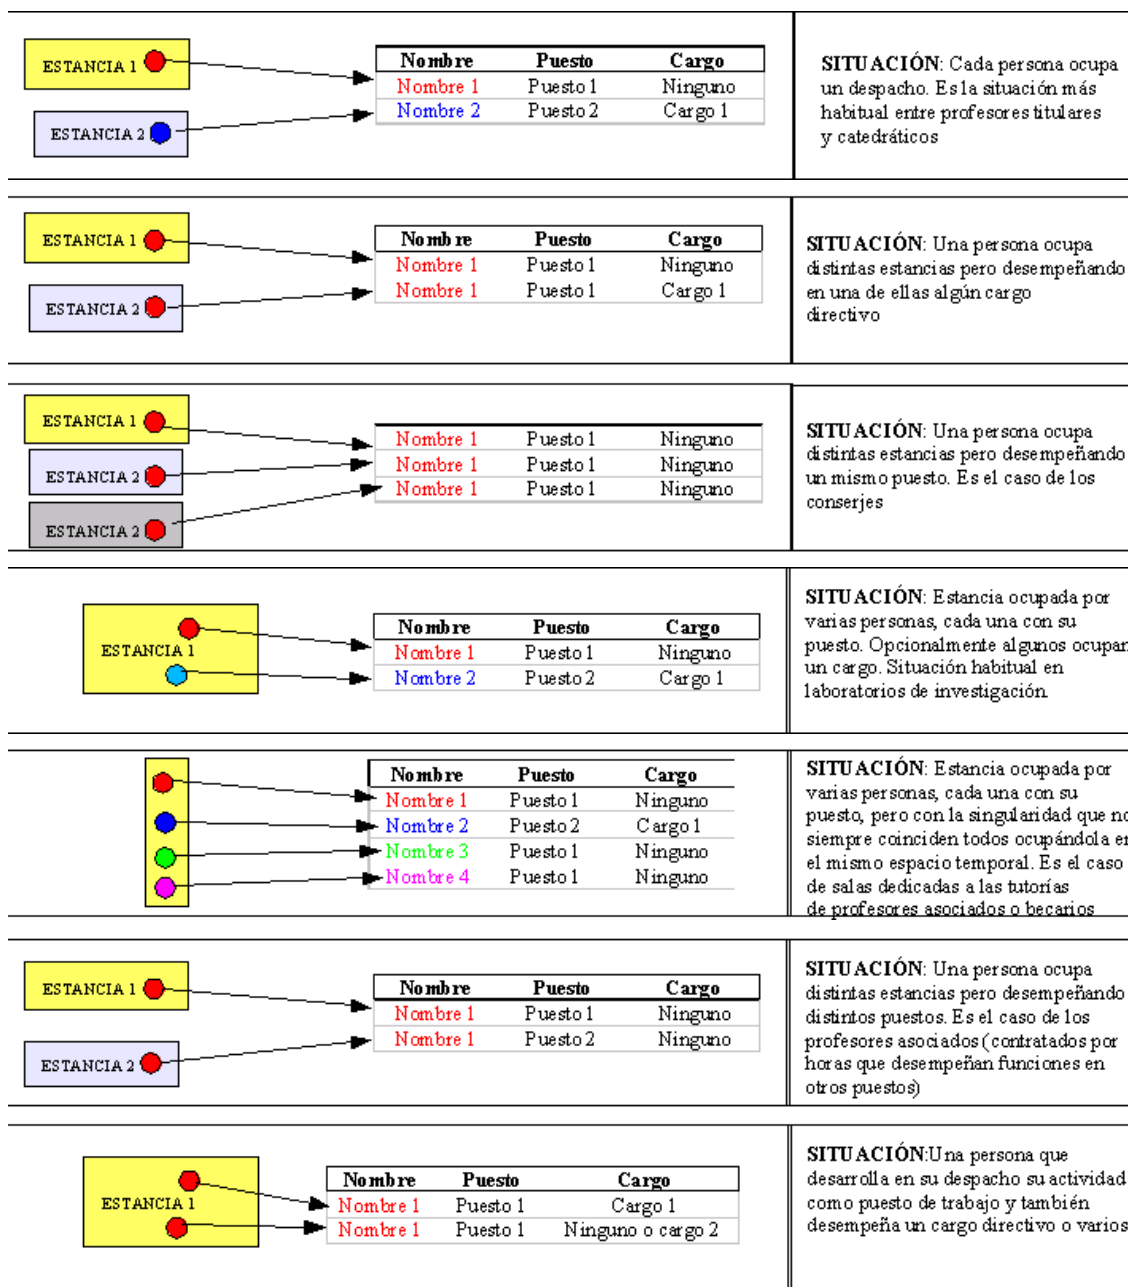 ESTANCIA 1
ESTANCIA 2
Nombre Puesto Cargo
Nombre 1 Puesto 1 Ninguno
Nombre 2 Puesto 2 Cargo 1
SITUACIÓN: Cada persona ocupa
un despacho. Es la situación más
habitual entre profesores titulares
y catedráticos
ESTANCIA 1
ESTANCIA 2
Nombre Puesto Cargo
Nombre 1 Puesto 1 Ninguno
Nombre 1 Puesto 1 Cargo 1
SITUACIÓN: Una persona ocupa
distintas estancias pero desempeñando
en una de ellas algún cargo
directivo
ESTANCIA 1
ESTANCIA 2
ESTANCIA 2
Nombre 1 Puesto 1 Ninguno
Nombre 1 Puesto 1 Ninguno
Nombre 1 Puesto 1 Ninguno
SITUACIÓN: Una persona ocupa
distintas estancias pero desempeñando
un mismo puesto. Es el caso de los
conserjes
ESTANCIA 1
Nombre Puesto Cargo
Nombre 1 Puesto 1 Ninguno
Nombre 2 Puesto 2 Cargo 1
SITUACIÓN: Estancia ocupada por
varias personas, cada una con su
puesto. Opcionalmente algunos ocupan
un cargo. Situación habitual en
laboratorios de investigación.
Nombre Puesto Cargo
Nombre 1 Puesto 1 Ninguno
Nombre 2 Puesto 2 Cargo 1
Nombre 3 Puesto 1 Ninguno
Nombre 4 Puesto 1 Ninguno
SITUACIÓN: Estancia ocupada por
varias personas, cada una con su
puesto, pero con la singularidad que no
siempre coinciden todos ocupándola en
el mismo espacio temporal. Es el caso
de salas dedicadas a las tutorías
de profesores asociados o becarios
ESTANCIA 1
ESTANCIA 2
Nombre Puesto Cargo
Nombre 1 Puesto 1 Ninguno
Nombre 1 Puesto 2 Ninguno
SITUACIÓN: Una persona ocupa
distintas estancias pero desempeñando
distintos puestos. Es el caso de los
profesores asociados (contratados por
horas que desempeñan funciones en
otros puestos)
ESTANCIA 1
Nombre Puesto Cargo
Nombre 1 Puesto 1 Cargo 1
Nombre 1 Puesto 1 Ninguno o cargo 2
SITUACIÓN:Una persona que
desarrolla en su despacho su actividad
como puesto de trabajo y también
desempeña un cargo directivo o varios